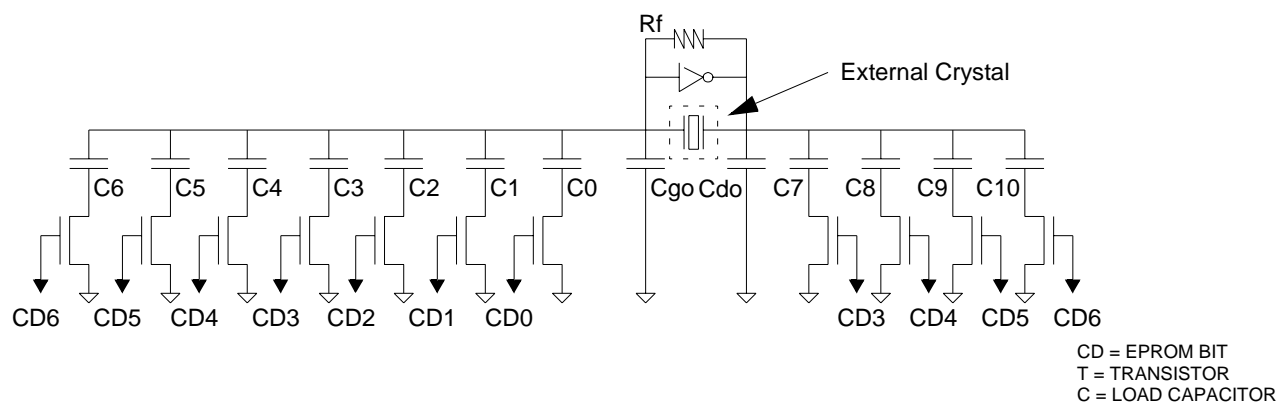 Rf
External Crystal
C6 C5 C4 C3 C2 C1 C0 Cgo Cdo C7 C8 C9 C10
CD6 CD5 CD4 CD3 CD2 CD1 CD0 CD3 CD4 CD5 CD6
CD = EPROM BIT
T = TRANSISTOR
C = LOAD CAPACITOR